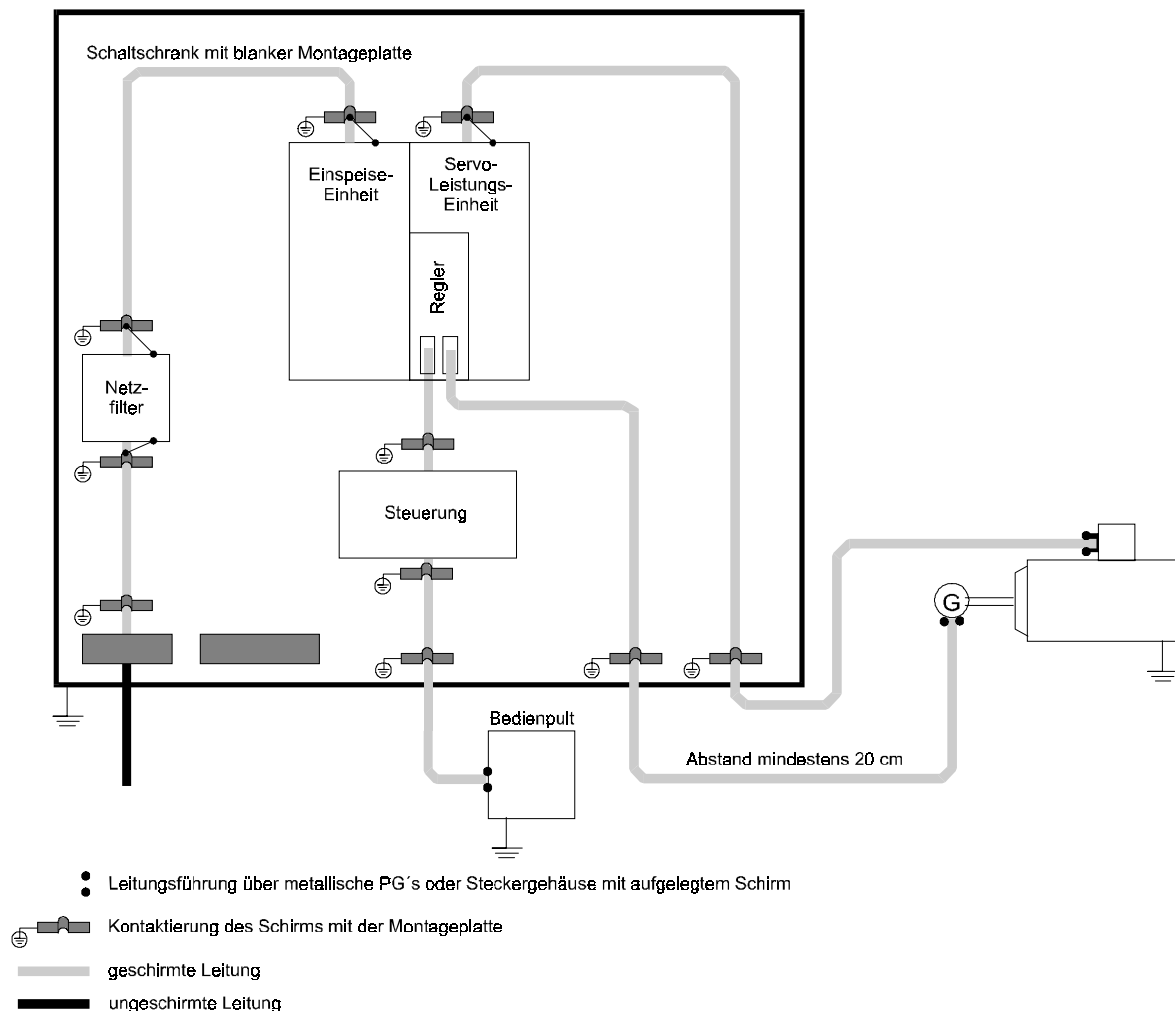 Schaltschrank mit blanker Montageplatte
Einspeise-
Einheit
Servo-
Leistungs-
Einheit
Regler
Netz-
filter
Steuerung
G
Bedienpult
Abstand mindestens 20 cm
Leitungsführung über metallische PG´s oder Steckergehäuse mit aufgelegtem Schirm
Kontaktierung des Schirms mit der Montageplatte
geschirmte Leitung
ungeschirmte Leitung